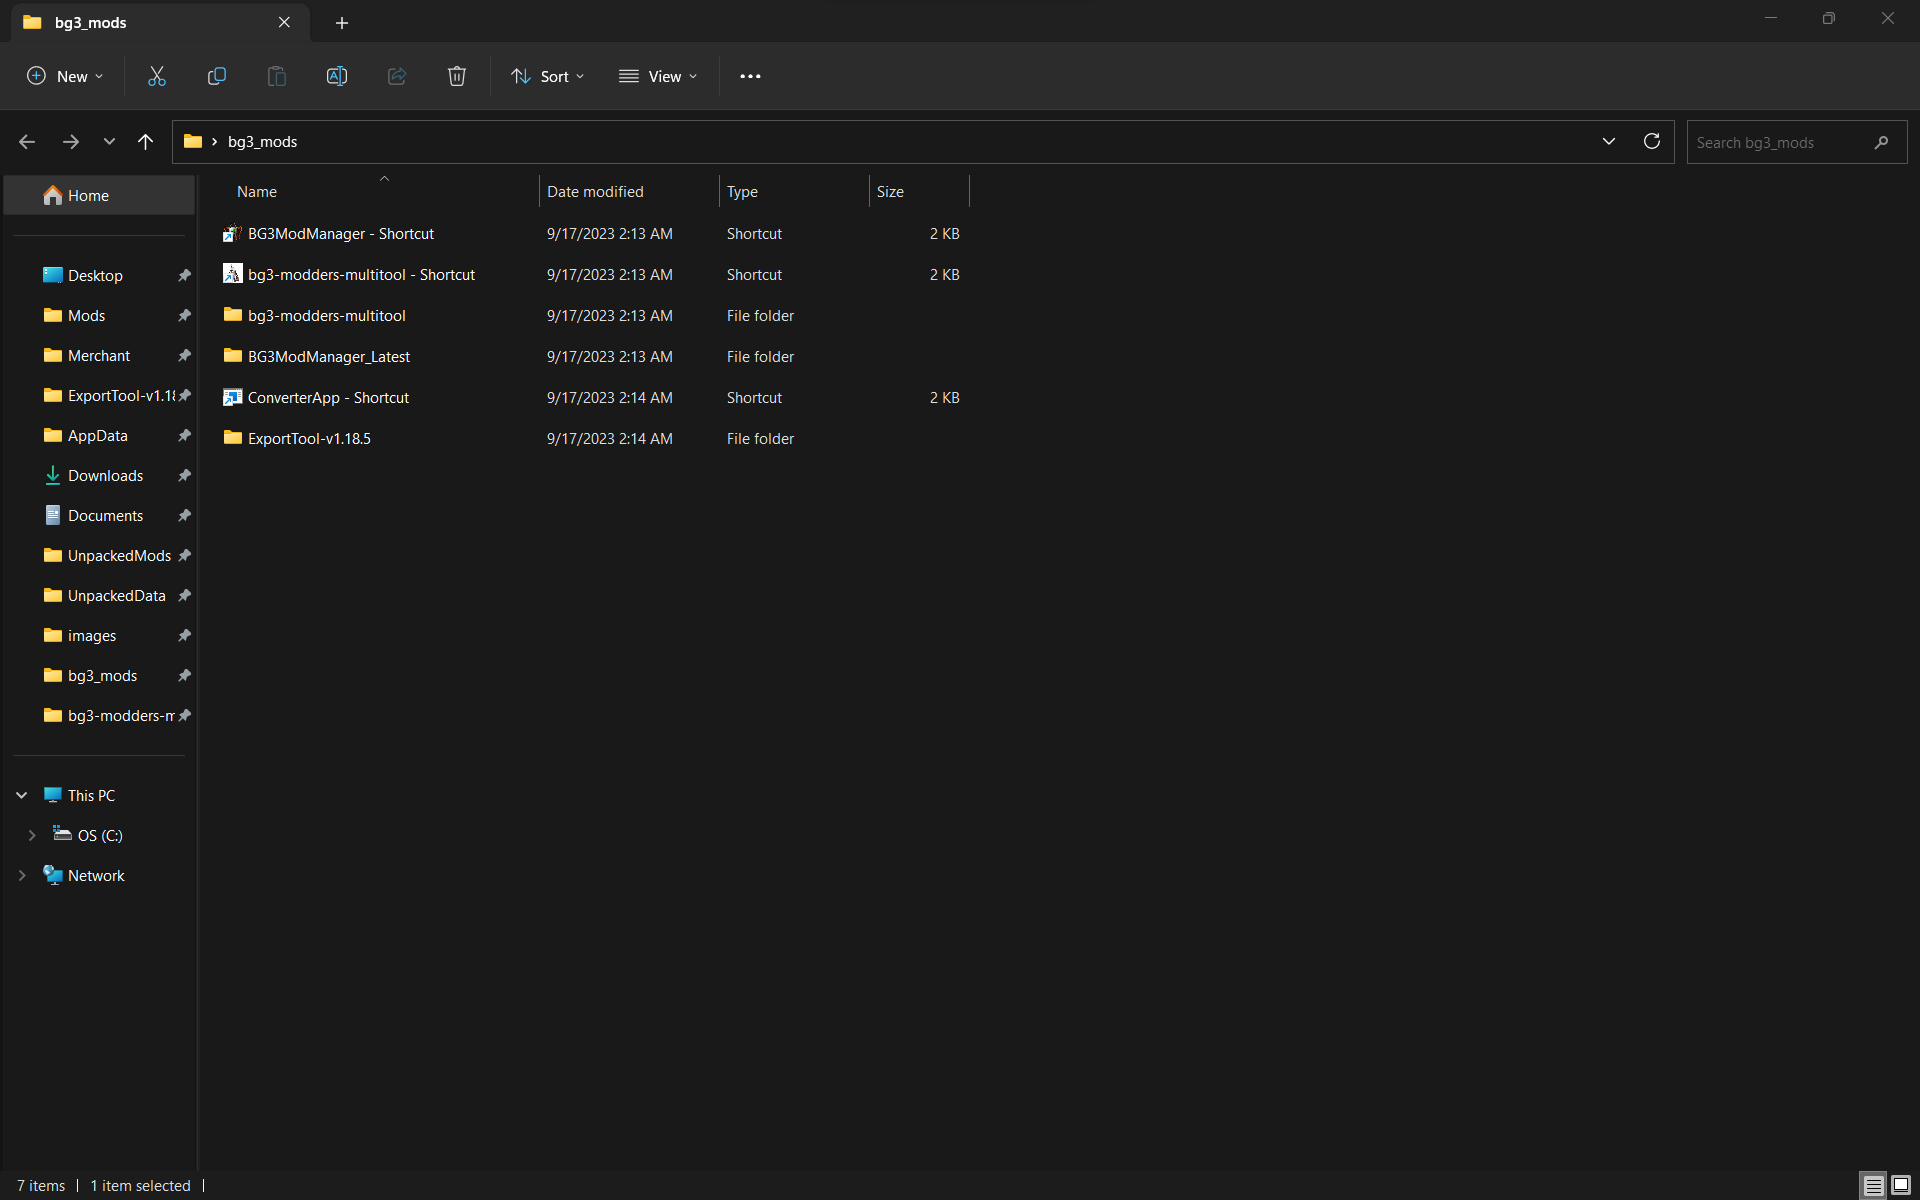 bg3_mods
New
Sort
View
bg3_mods
Search bg3_mods
Name Date modified Type Size
BG3ModManager - Shortcut 9/17/2023 2:13 AM Shortcut 2 KB
bg3-modders-multitool - Shortcut 9/17/2023 2:13 AM Shortcut 2 KB
bg3-modders-multitool 9/17/2023 2:13 AM File folder
BG3ModManager_Latest 9/17/2023 2:13 AM File folder
ConverterApp - Shortcut 9/17/2023 2:14 AM Shortcut 2 KB
ExportTool-v1.18.5 9/17/2023 2:14 AM File folder
Home
Desktop
Mods
Merchant
ExportTool-v1.18
AppData
Downloads
Documents
UnpackedMods
UnpackedData
images
bg3_mods
bg3-modders-m
This PC
OS (C:)
Network
7 items | 1 item selected |